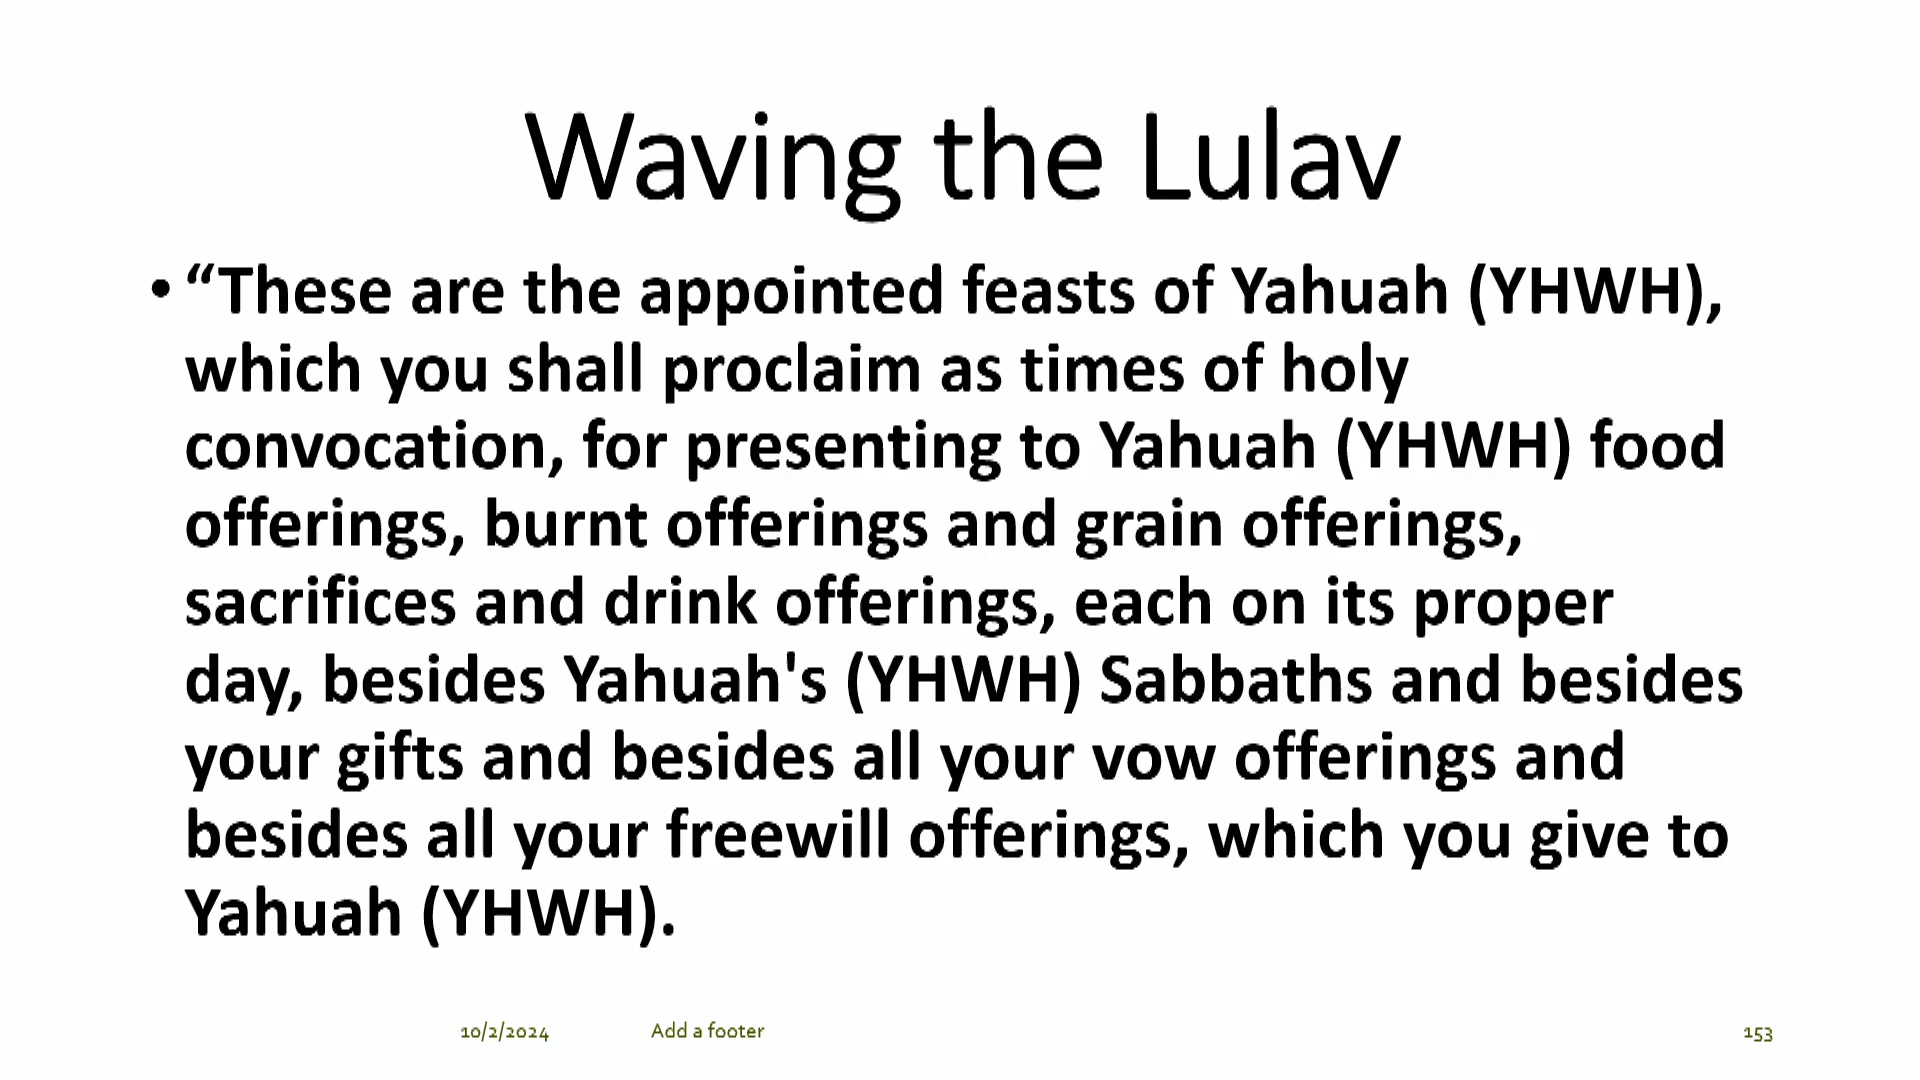 Waving the Lulav
• “These are the appointed feasts of Yahuah (YHWH),
which you shall proclaim as times of holy
convocation, for presenting to Yahuah (YHWH) food
offerings, burnt offerings and grain offerings,
sacrifices and drink offerings, each on its proper
day, besides Yahuah's (YHWH) Sabbaths and besides
your gifts and besides all your vow offerings and
besides all your freewill offerings, which you give to
Yahuah (YHWH).
10/2/2024 Add a footer 153